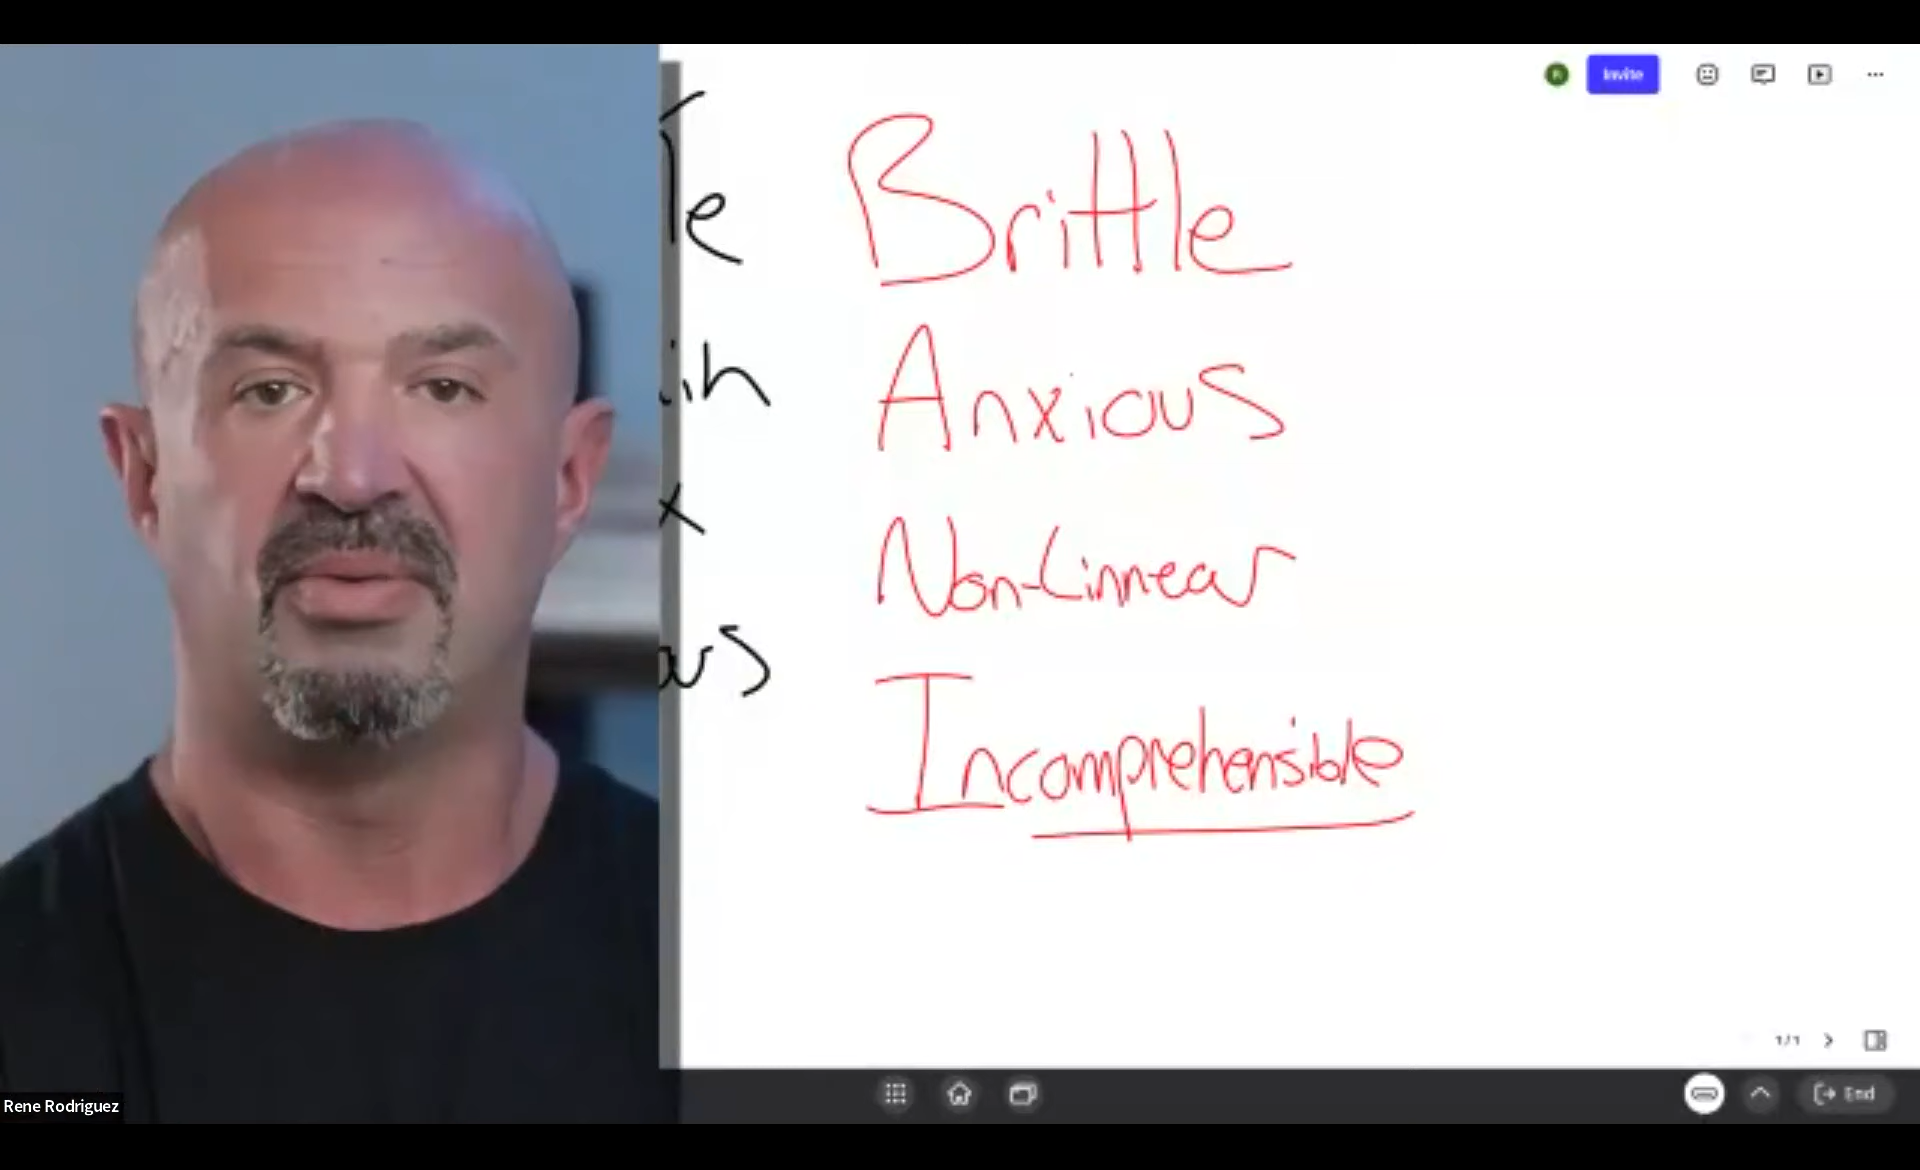 Invite
Brittle
Anxious
Non-Linnear
Incomprehensible
1/1
End
Rene Rodriguez